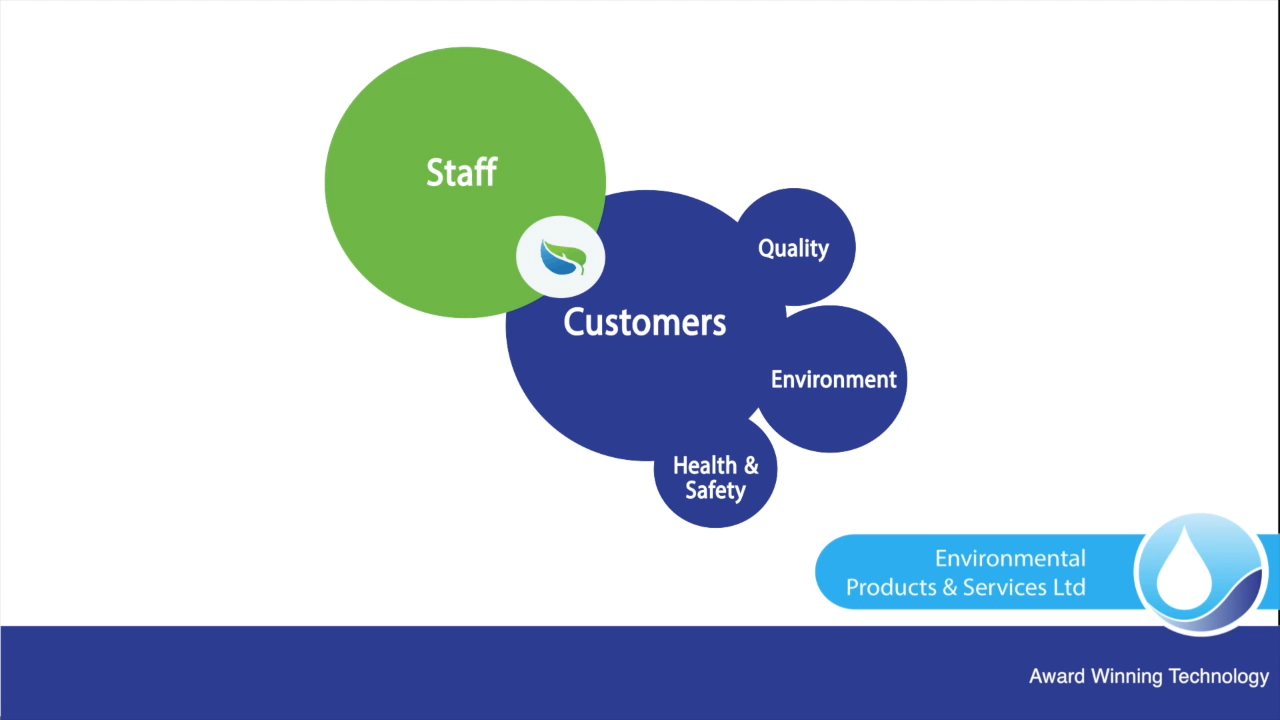 Staff
Quality
Customers
Environment
Health &
Safety
Environmental
Products & Services Ltd
Award Winning Technology